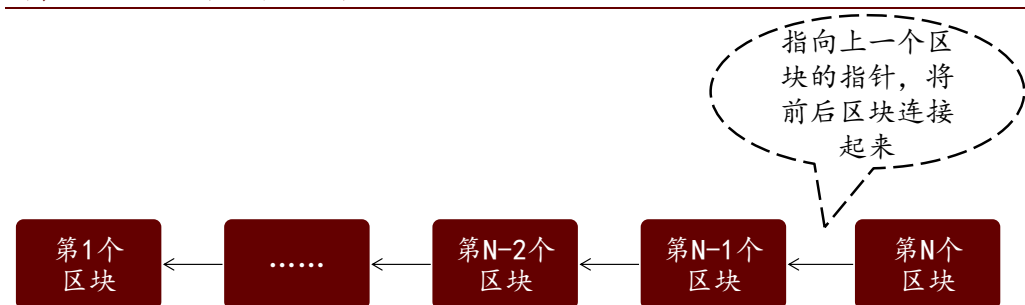 指向上一个区
块的指针，将
前后区块连接
起来
第1个
区块
……
第N-2个
区块
第N-1个
区块
第N个
区块